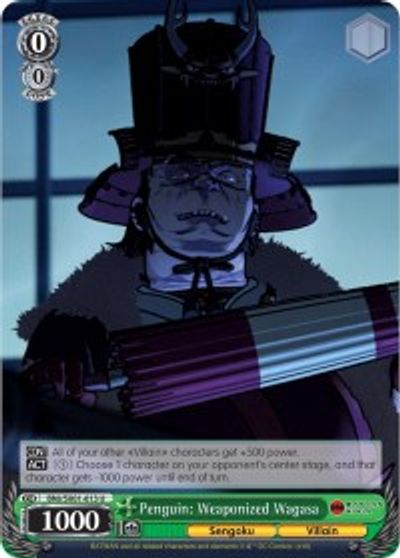 0
0
CONT All of your other «Villain» characters get +500 power.
ACT [(1)] Choose 1 character on your opponent's center stage, and that
character gets -1000 power until end of turn.
Penguin: Weaponized Wagasa
1000
Sengoku
Villain